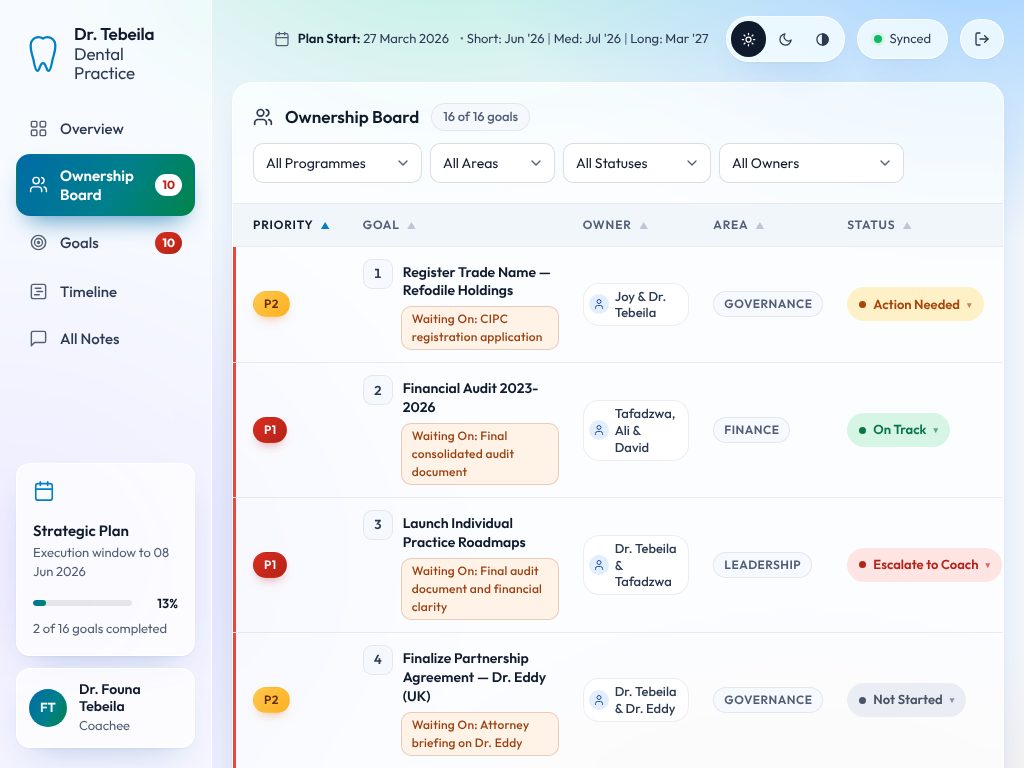 Dr. Tebeila
Dental
Practice
Overview
Ownership
Board
10
Goals
10
Timeline
All Notes
Strategic Plan
Execution window to 08
Jun 2026
13%
2 of 16 goals completed
FT
Dr. Founa
Tebeila
Coachee
Plan Start: 27 March 2026 • Short: Jun '26 | Med: Jul '26 | Long: Mar '27
Synced
Ownership Board
16 of 16 goals
All Programmes
All Areas
All Statuses
All Owners
PRIORITY ▲ GOAL ▲ OWNER ▲ AREA ▲ STATUS ▲
P2
1
Register Trade Name —
Refodile Holdings
Waiting On: CIPC
registration application
Joy & Dr.
Tebeila
GOVERNANCE
Action Needed ▾
P1
2
Financial Audit 2023-
2026
Waiting On: Final
consolidated audit
document
Tafadzwa,
Ali &
David
FINANCE
On Track ▾
P1
3
Launch Individual
Practice Roadmaps
Waiting On: Final audit
document and financial
clarity
Dr. Tebeila
&
Tafadzwa
LEADERSHIP
Escalate to Coach ▾
P2
4
Finalize Partnership
Agreement — Dr. Eddy
(UK)
Waiting On: Attorney
briefing on Dr. Eddy
Dr. Tebeila
& Dr. Eddy
GOVERNANCE
Not Started ▾